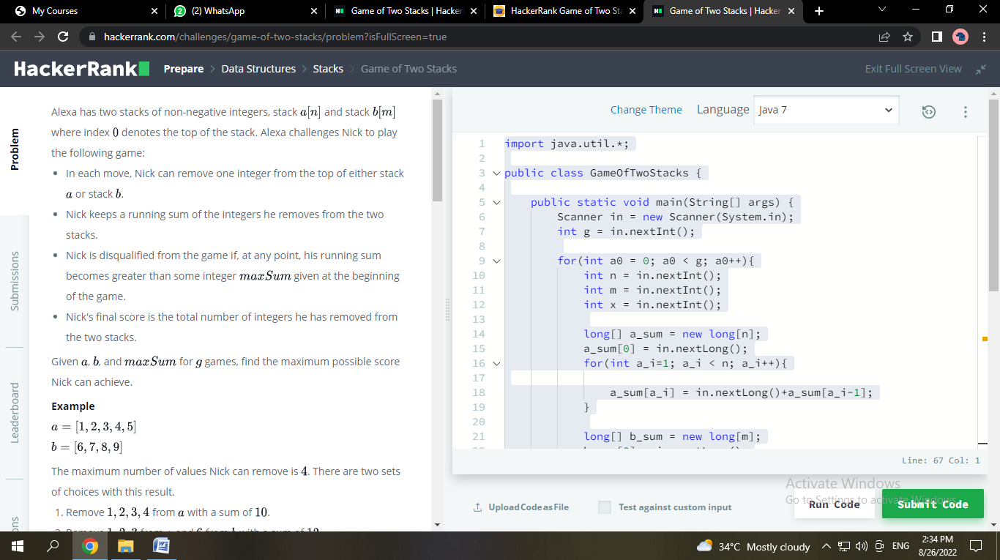 My Courses
(2) WhatsApp
Game of Two Stacks | Hacker
HackerRank Game of Two Sta
Game of Two Stacks | Hacker
hackerrank.com/challenges/game-of-two-stacks/problem?isFullScreen=true
HackerRank Prepare > Data Structures > Stacks > Game of Two Stacks
Exit Full Screen View
Problem
Submissions
Leaderboard
Alexa has two stacks of non-negative integers, stack a[n] and stack b[m]
where index 0 denotes the top of the stack. Alexa challenges Nick to play
the following game:
• In each move, Nick can remove one integer from the top of either stack
a or stack b.
• Nick keeps a running sum of the integers he removes from the two
stacks.
• Nick is disqualified from the game if, at any point, his running sum
becomes greater than some integer maxSum given at the beginning
of the game.
• Nick's final score is the total number of integers he has removed from
the two stacks.
Given a, b, and maxSum for g games, find the maximum possible score
Nick can achieve.
Example
a = [1, 2, 3, 4, 5]
b = [6, 7, 8, 9]
The maximum number of values Nick can remove is 4. There are two sets
of choices with this result.
1. Remove 1, 2, 3, 4 from a with a sum of 10.
Change Theme Language Java 7
1 import java.util.*;
2
3 public class GameOfTwoStacks {
4
5 public static void main(String[] args) {
6 Scanner in = new Scanner(System.in);
7 int g = in.nextInt();
8
9 for(int a0 = 0; a0 < g; a0++){
10 int n = in.nextInt();
11 int m = in.nextInt();
12 int x = in.nextInt();
13
14 long[] a_sum = new long[n];
15 a_sum[0] = in.nextLong();
16 for(int a_i=1; a_i < n; a_i++){
17
18 a_sum[a_i] = in.nextLong()+a_sum[a_i-1];
19 }
20
21 long[] b_sum = new long[m];
Line: 67 Col: 1
Activate Windows
Go to Settings to activate Windows.
Upload Code as File
Test against custom input
Run Code
Submit Code
34°C Mostly cloudy
ENG
2:34 PM
8/26/2022